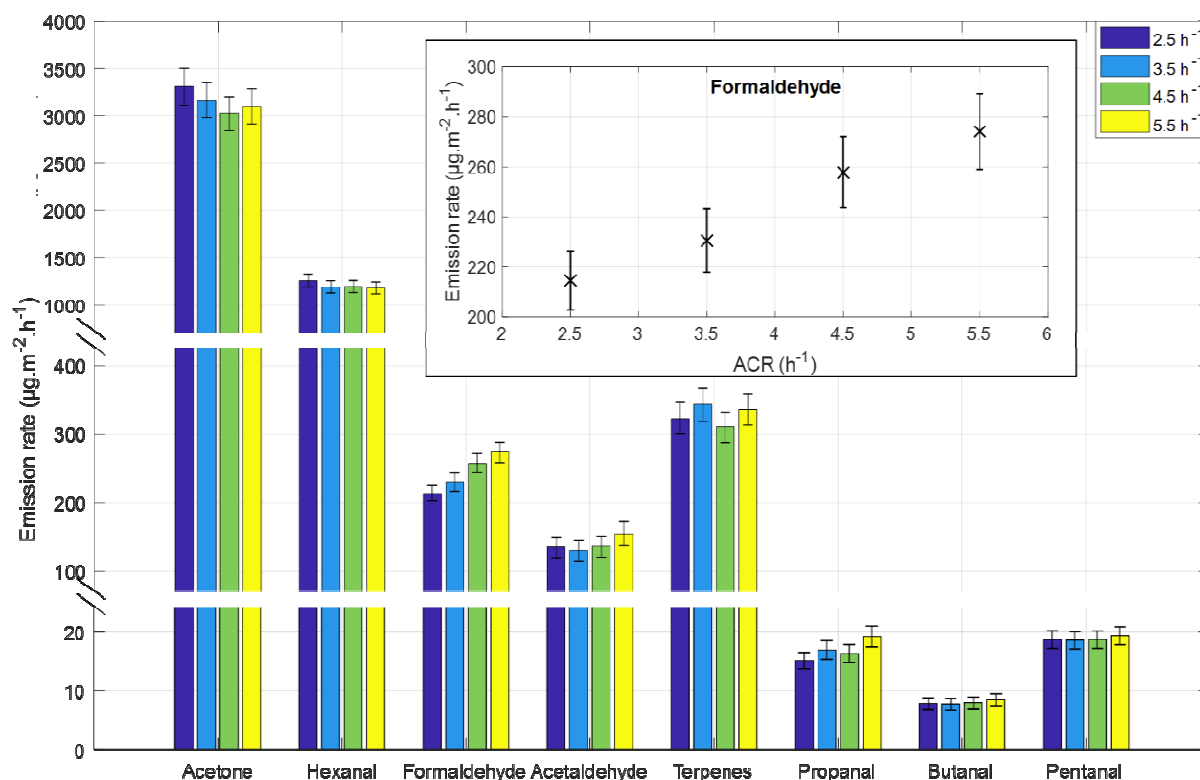 4000
3500
3000
2500
2000
1500
1000
400
300
200
100
20
10
0
Emission rate (µg.m⁻².h⁻¹)
Acetone Hexanal Formaldehyde Acetaldehyde Terpenes Propanal Butanal Pentanal
2.5 h⁻¹
3.5 h⁻¹
4.5 h⁻¹
5.5 h⁻¹
Formaldehyde
300
280
260
240
220
200
Emission rate (µg.m⁻².h⁻¹)
2 2.5 3 3.5 4 4.5 5 5.5 6
ACR (h⁻¹)